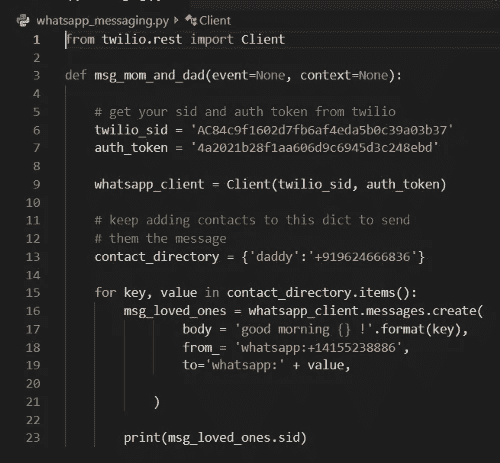 whatsapp_messaging.py > Client
1 from twilio.rest import Client
2
3 def msg_mom_and_dad(event=None, context=None):
4
5     # get your sid and auth token from twilio
6     twilio_sid = 'AC84c9f1602d7fb6af4eda5b0c39a03b37'
7     auth_token = '4a2021b28f1aa606d9c6945d3c248ebd'
8
9     whatsapp_client = Client(twilio_sid, auth_token)
10
11     # keep adding contacts to this dict to send
12     # them the message
13     contact_directory = {'daddy':'+919624666836'}
14
15     for key, value in contact_directory.items():
16         msg_loved_ones = whatsapp_client.messages.create(
17                 body = 'good morning {} !'.format(key),
18                 from_= 'whatsapp:+14155238886',
19                 to='whatsapp:' + value,
20
21             )
22
23         print(msg_loved_ones.sid)